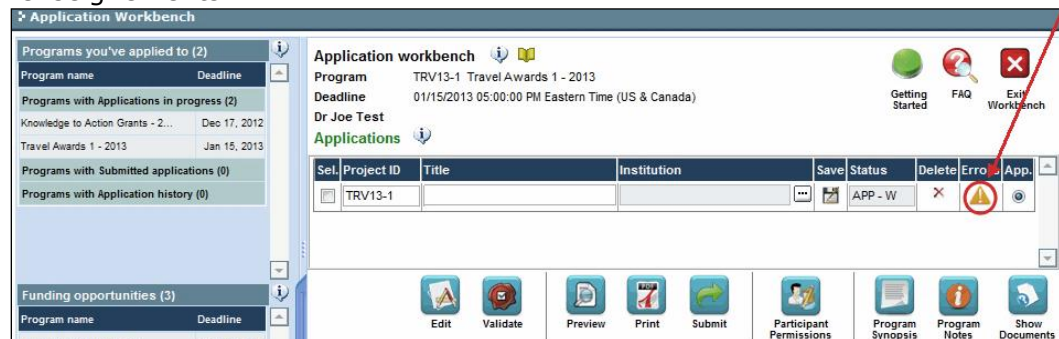 Application Workbench
Programs you've applied to (2)
Program name Deadline
Programs with Applications in progress (2)
Knowledge to Action Grants - 2... Dec 17, 2012
Travel Awards 1 - 2013 Jan 15, 2013
Programs with Submitted applications (0)
Programs with Application history (0)
Funding opportunities (3)
Program name Deadline
Application workbench
Program TRV13-1 Travel Awards 1 - 2013
Deadline 01/15/2013 05:00:00 PM Eastern Time (US & Canada)
Dr Joe Test
Applications
Getting Started
FAQ
Exit Workbench
Sel. Project ID Title Institution Save Status Delete Errors App.
TRV13-1 ... APP - W
Edit Validate Preview Print Submit Participant Permissions Program Synopsis Program Notes Show Documents